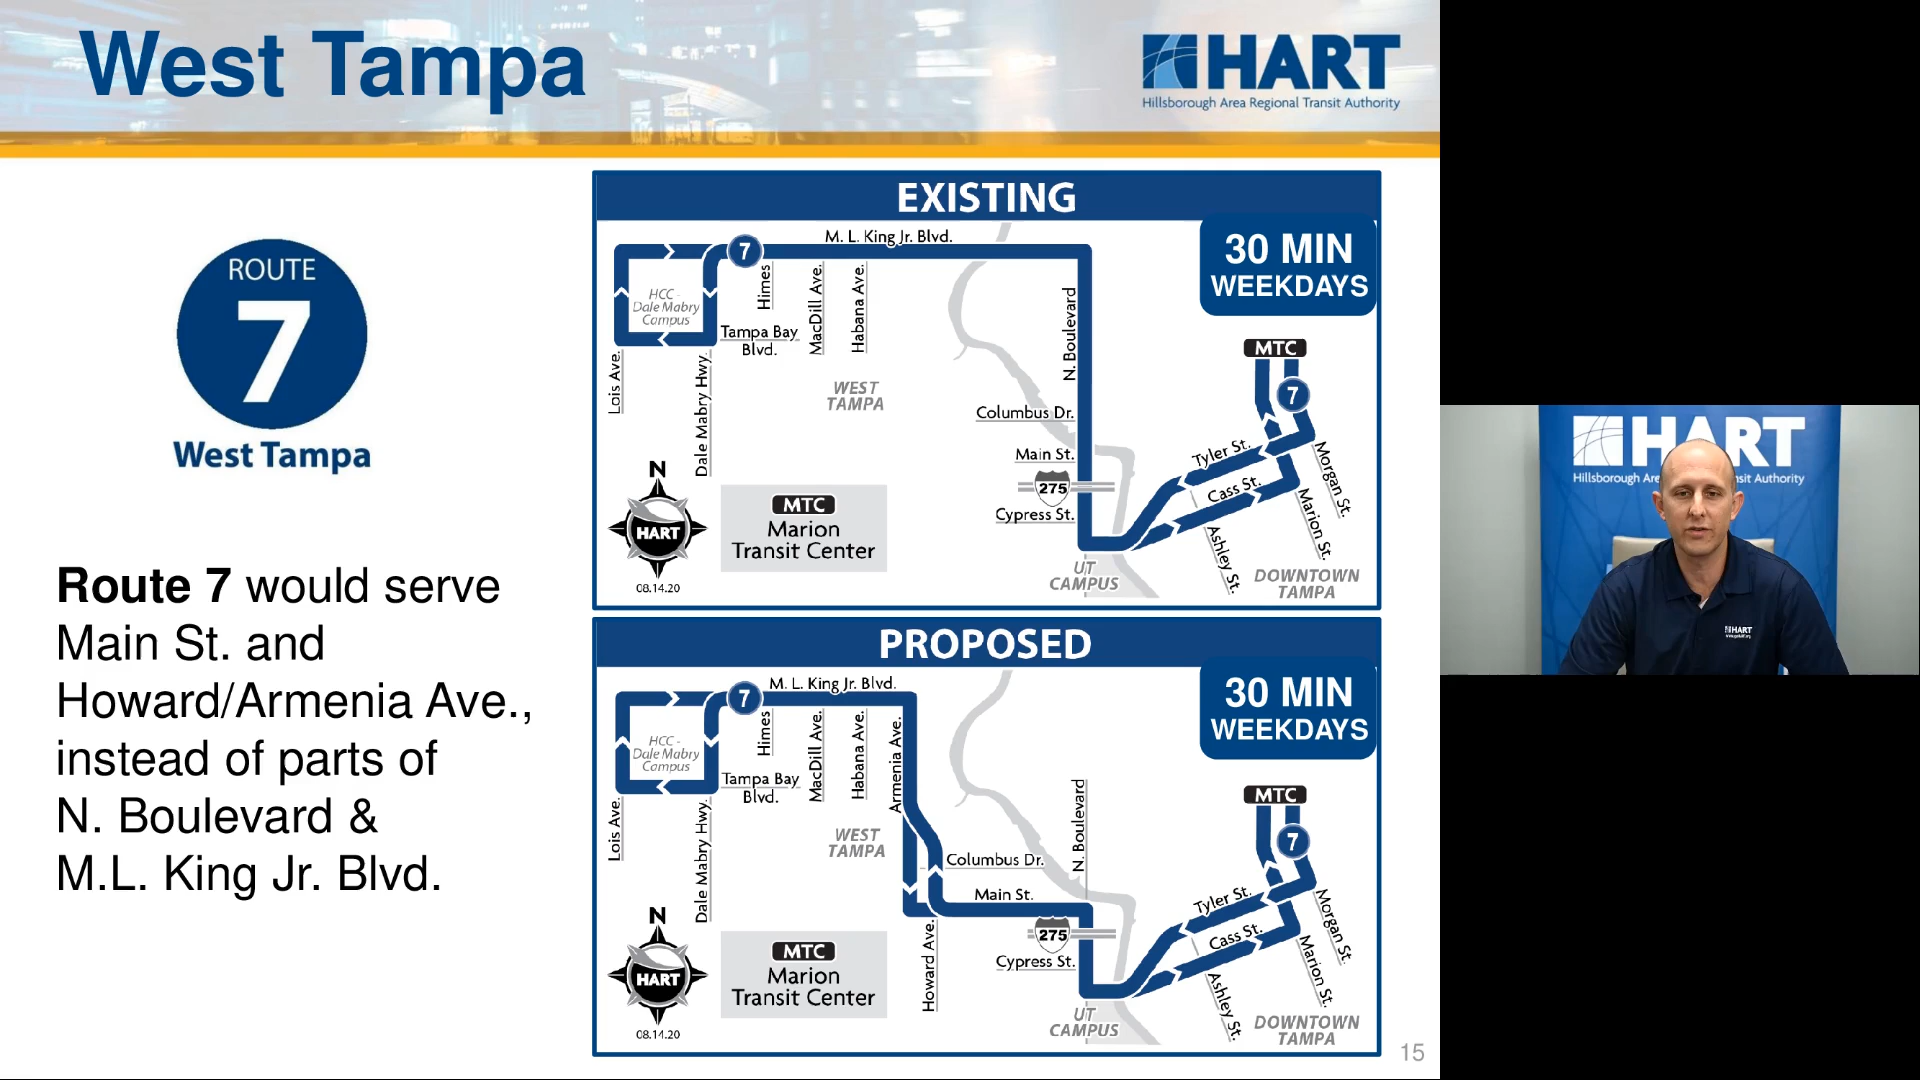 West Tampa
HART
Hillsborough Area Regional Transit Authority
ROUTE
7
West Tampa
Route 7 would serve
Main St. and
Howard/Armenia Ave.,
instead of parts of
N. Boulevard &
M.L. King Jr. Blvd.
EXISTING
30 MIN
WEEKDAYS
M. L. King Jr. Blvd.
7
HCC -
Dale Mabry
Campus
Himes
MacDill Ave.
Habana Ave.
Tampa Bay
Blvd.
Lois Ave.
Dale Mabry Hwy.
WEST
TAMPA
N. Boulevard
Columbus Dr.
Main St.
275
Cypress St.
MTC
7
Tyler St.
Cass St.
Morgan St.
Marion St.
Ashley St.
UT
CAMPUS
DOWNTOWN
TAMPA
N
HART
08.14.20
MTC
Marion
Transit Center
PROPOSED
30 MIN
WEEKDAYS
M. L. King Jr. Blvd.
7
HCC -
Dale Mabry
Campus
Himes
MacDill Ave.
Habana Ave.
Armenia Ave.
Tampa Bay
Blvd.
Lois Ave.
Dale Mabry Hwy.
WEST
TAMPA
N. Boulevard
Columbus Dr.
Main St.
275
Cypress St.
Howard Ave.
MTC
7
Tyler St.
Cass St.
Morgan St.
Marion St.
Ashley St.
UT
CAMPUS
DOWNTOWN
TAMPA
N
HART
08.14.20
MTC
Marion
Transit Center
15
HART
Hillsborough Authority
HART